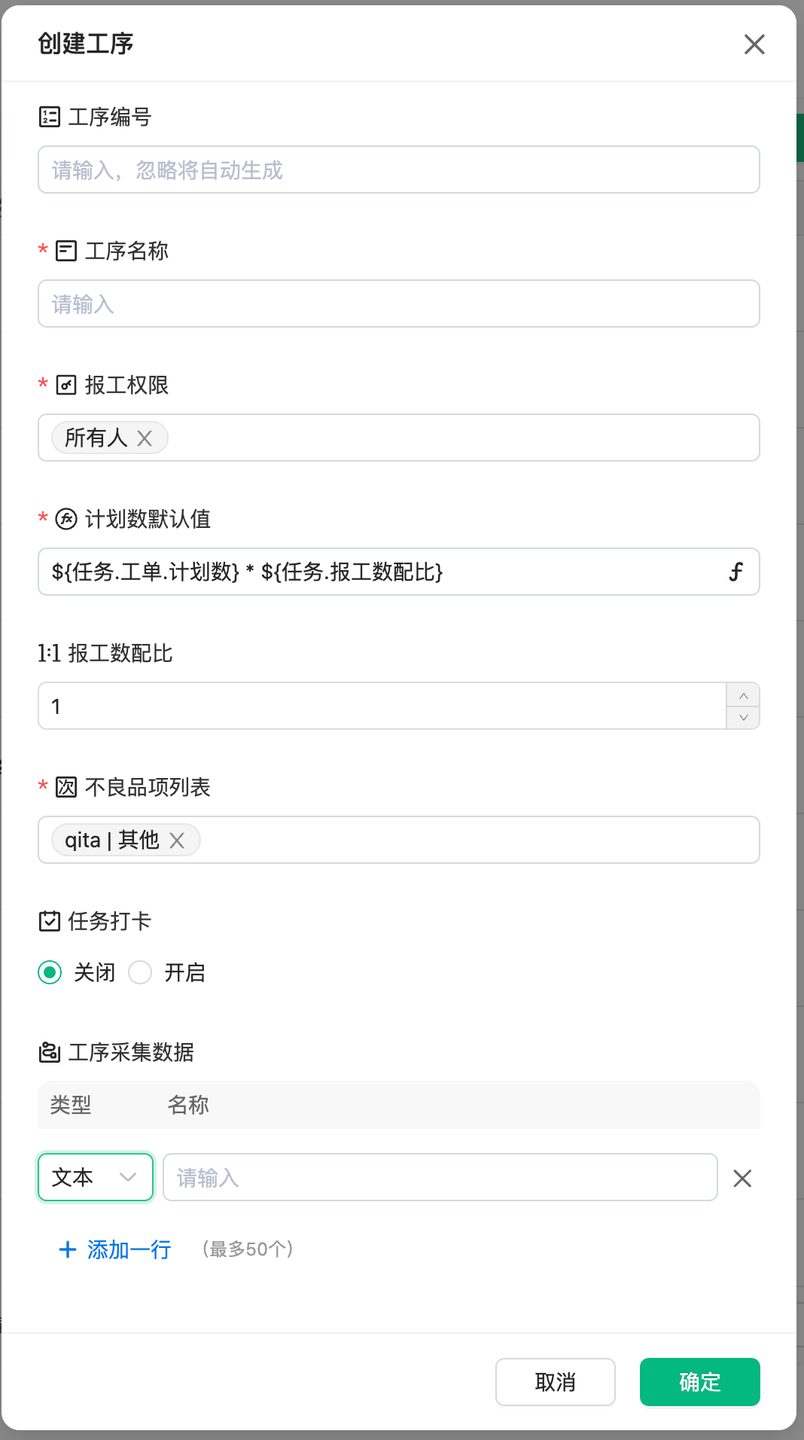 创建工序
工序编号
请输入，忽略将自动生成
* 工序名称
请输入
* 报工权限
所有人
* 计划数默认值
${任务.工单.计划数} * ${任务.报工数配比}
1:1 报工数配比
1
* 不良品项列表
qita | 其他
任务打卡
关闭 开启
工序采集数据
类型 名称
文本 请输入
+ 添加一行 （最多50个）
取消 确定